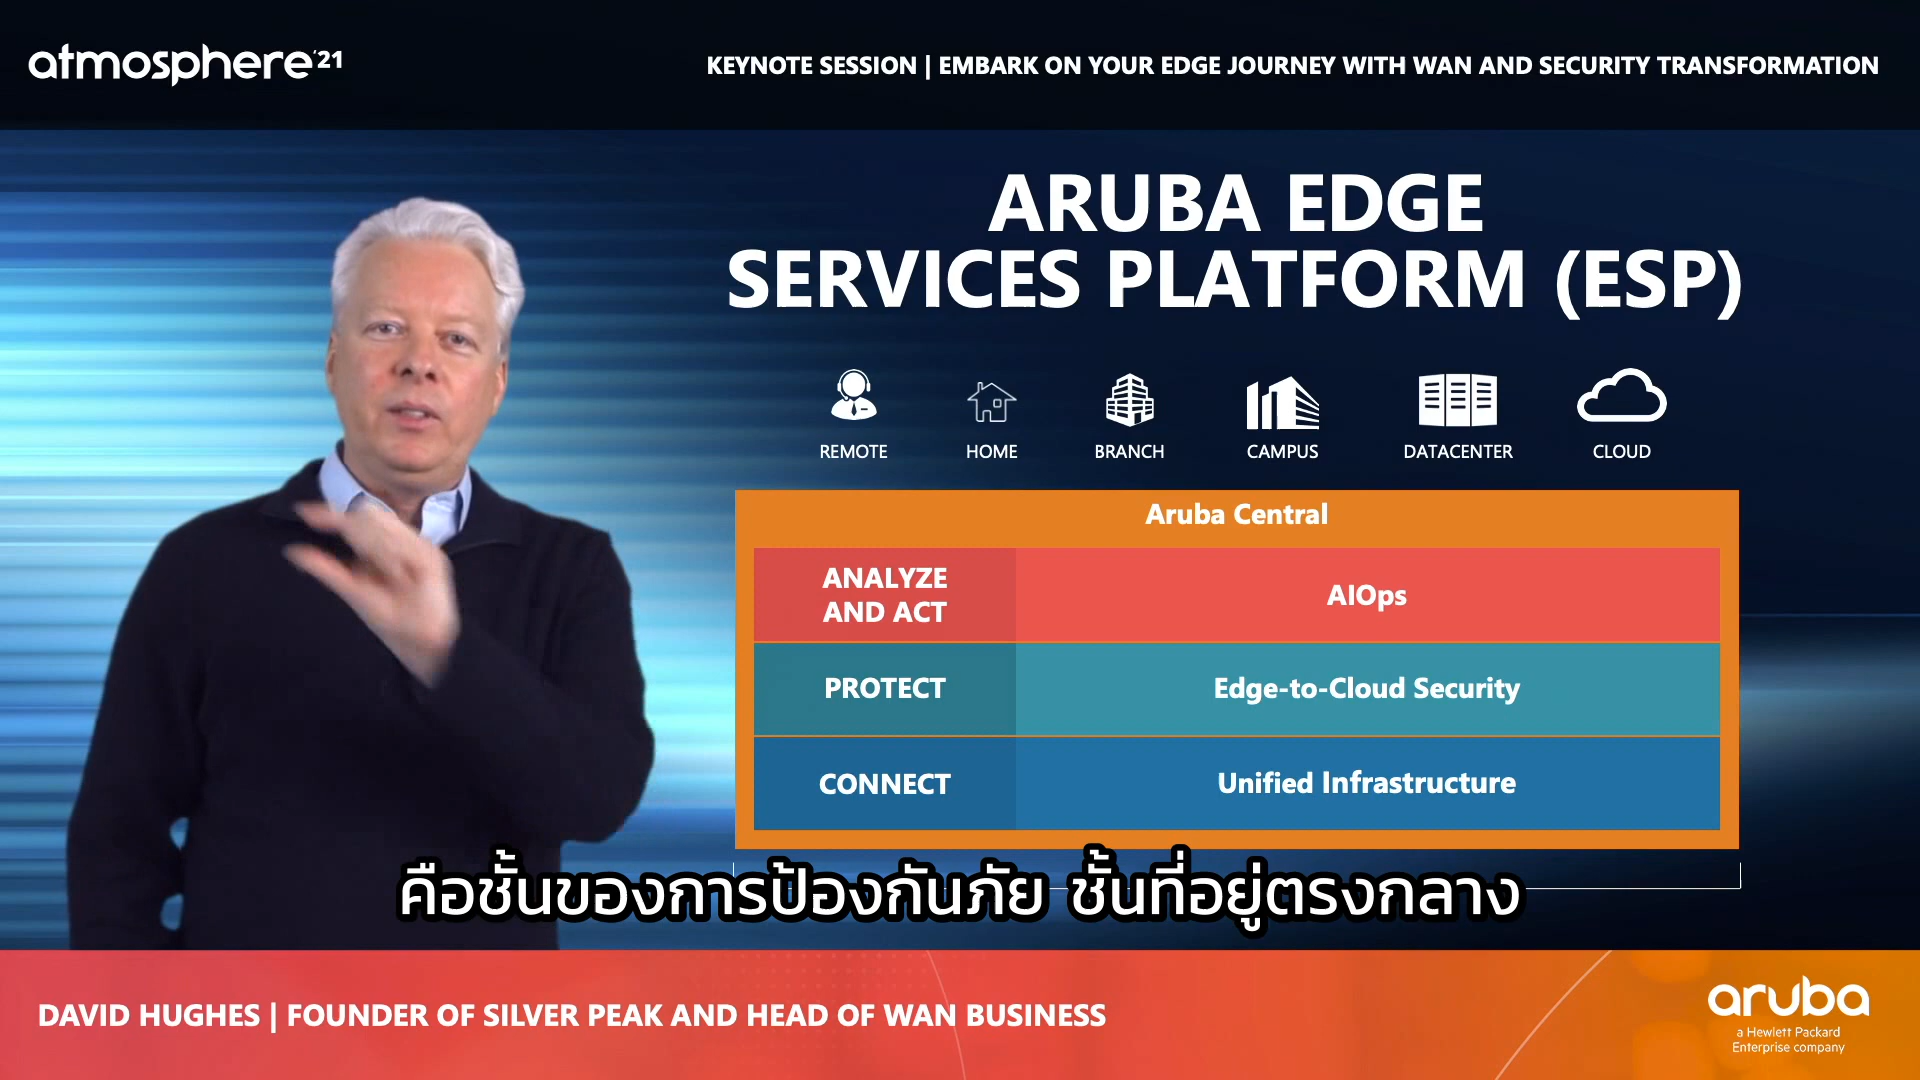 atmosphere'21
KEYNOTE SESSION | EMBARK ON YOUR EDGE JOURNEY WITH WAN AND SECURITY TRANSFORMATION
ARUBA EDGE
SERVICES PLATFORM (ESP)
REMOTE
HOME
BRANCH
CAMPUS
DATACENTER
CLOUD
Aruba Central
ANALYZE
AND ACT
AIOps
PROTECT
Edge-to-Cloud Security
CONNECT
Unified Infrastructure
คือชั้นของการป้องกันภัย ชั้นที่อยู่ตรงกลาง
DAVID HUGHES | FOUNDER OF SILVER PEAK AND HEAD OF WAN BUSINESS
aruba
a Hewlett Packard
Enterprise company